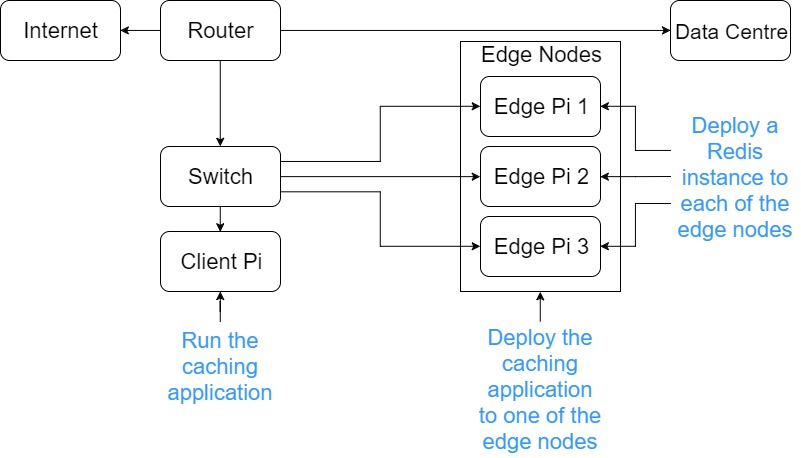 Internet
Router
Data Centre
Edge Nodes
Edge Pi 1
Deploy a
Redis
instance to
each of the
edge nodes
Switch
Edge Pi 2
Edge Pi 3
Client Pi
Run the
caching
application
Deploy the
caching
application
to one of the
edge nodes